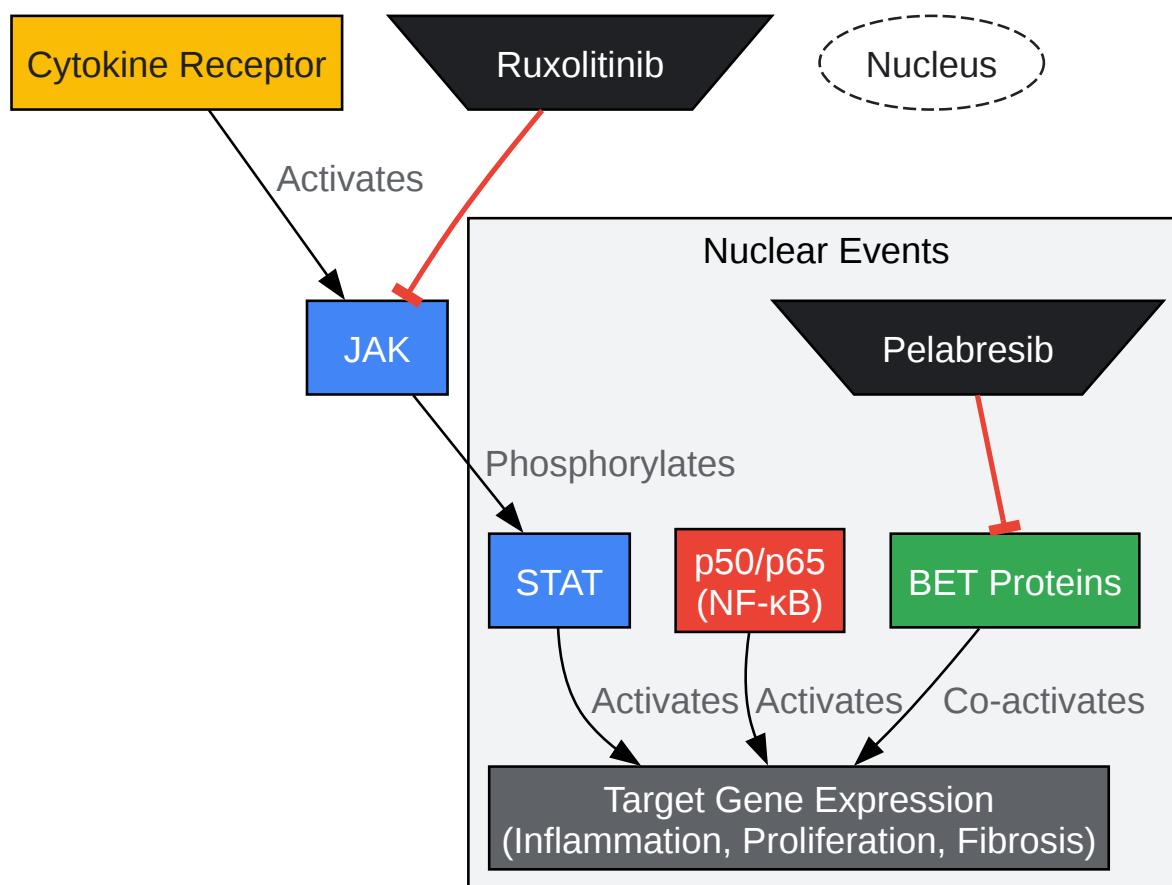 Cytokine Receptor
Ruxolitinib
Nucleus
Activates
Nuclear Events
JAK
Pelabresib
Phosphorylates
STAT
p50/p65
(NF-κB)
BET Proteins
Activates
Activates
Co-activates
Target Gene Expression
(Inflammation, Proliferation, Fibrosis)